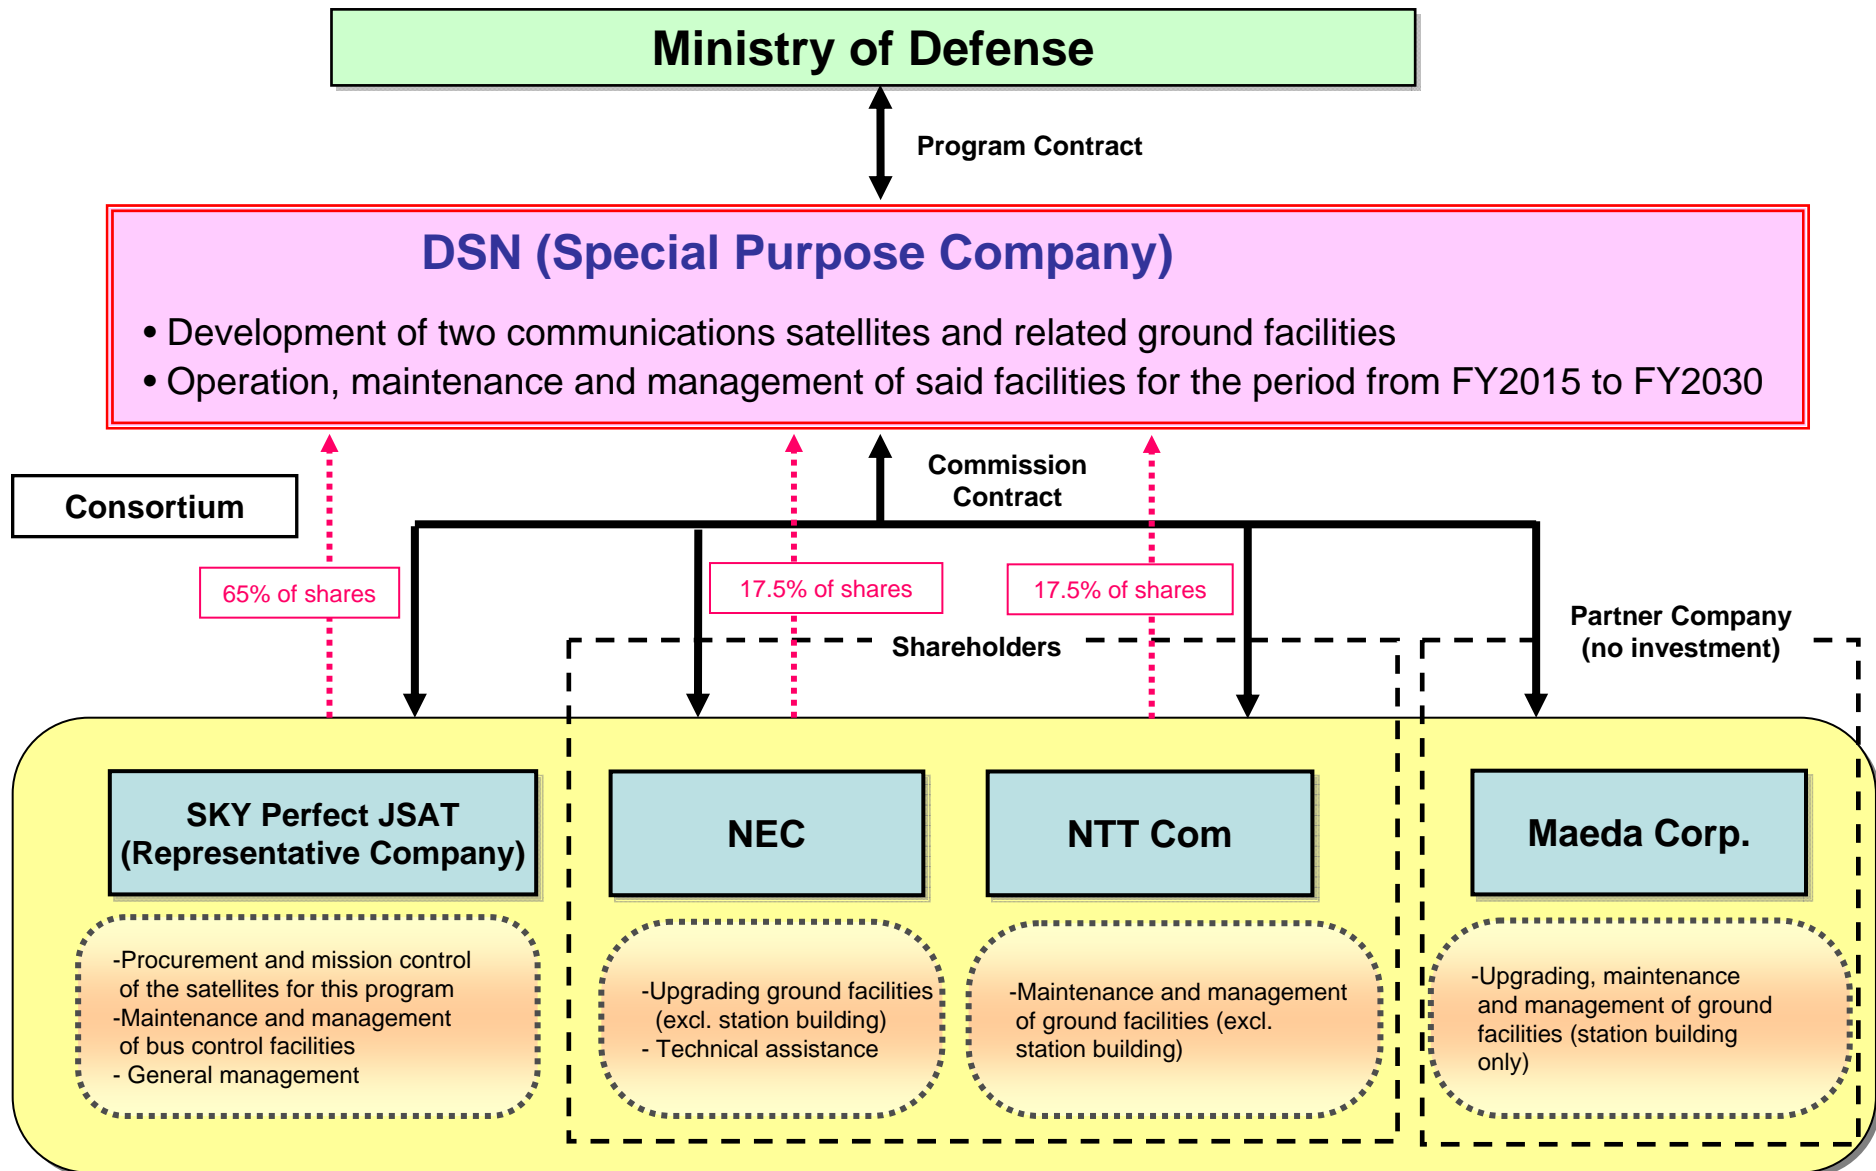 Ministry of Defense
Program Contract
DSN (Special Purpose Company)
• Development of two communications satellites and related ground facilities
• Operation, maintenance and management of said facilities for the period from FY2015 to FY2030
Consortium
Commission
Contract
65% of shares
17.5% of shares
17.5% of shares
Shareholders
Partner Company
(no investment)
SKY Perfect JSAT
(Representative Company)
NEC
NTT Com
Maeda Corp.
-Procurement and mission control
of the satellites for this program
-Maintenance and management
of bus control facilities
- General management
-Upgrading ground facilities
(excl. station building)
- Technical assistance
-Maintenance and management
of ground facilities (excl.
station building)
-Upgrading, maintenance
and management of ground
facilities (station building
only)